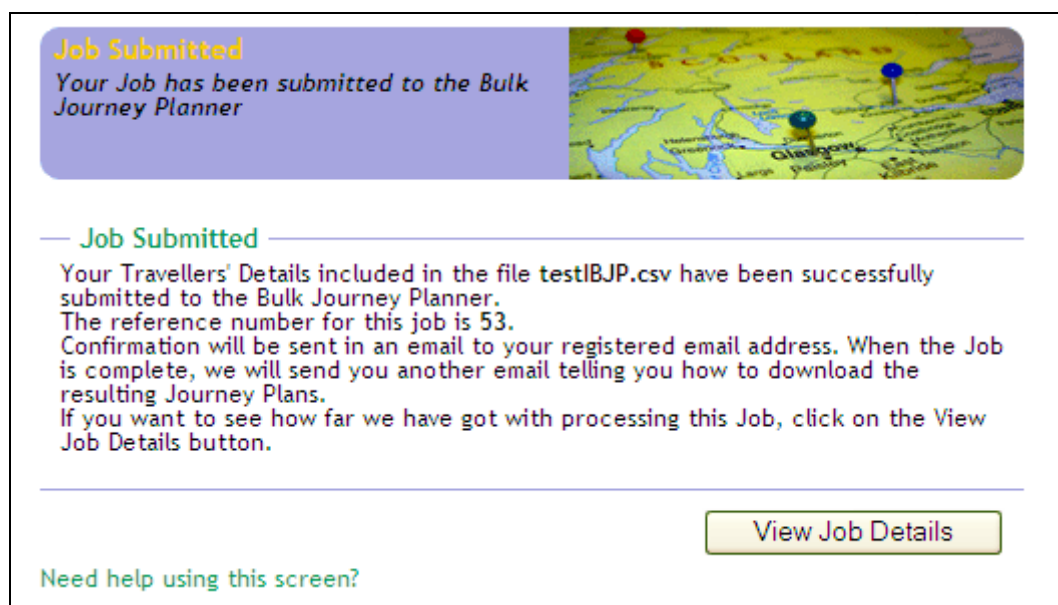 Job Submitted
Your Job has been submitted to the Bulk
Journey Planner
SCOTLAND
Glasgow
Paisley
Largs
Job Submitted
Your Travellers' Details included in the file testIBJP.csv have been successfully
submitted to the Bulk Journey Planner.
The reference number for this job is 53.
Confirmation will be sent in an email to your registered email address. When the Job
is complete, we will send you another email telling you how to download the
resulting Journey Plans.
If you want to see how far we have got with processing this Job, click on the View
Job Details button.
View Job Details
Need help using this screen?